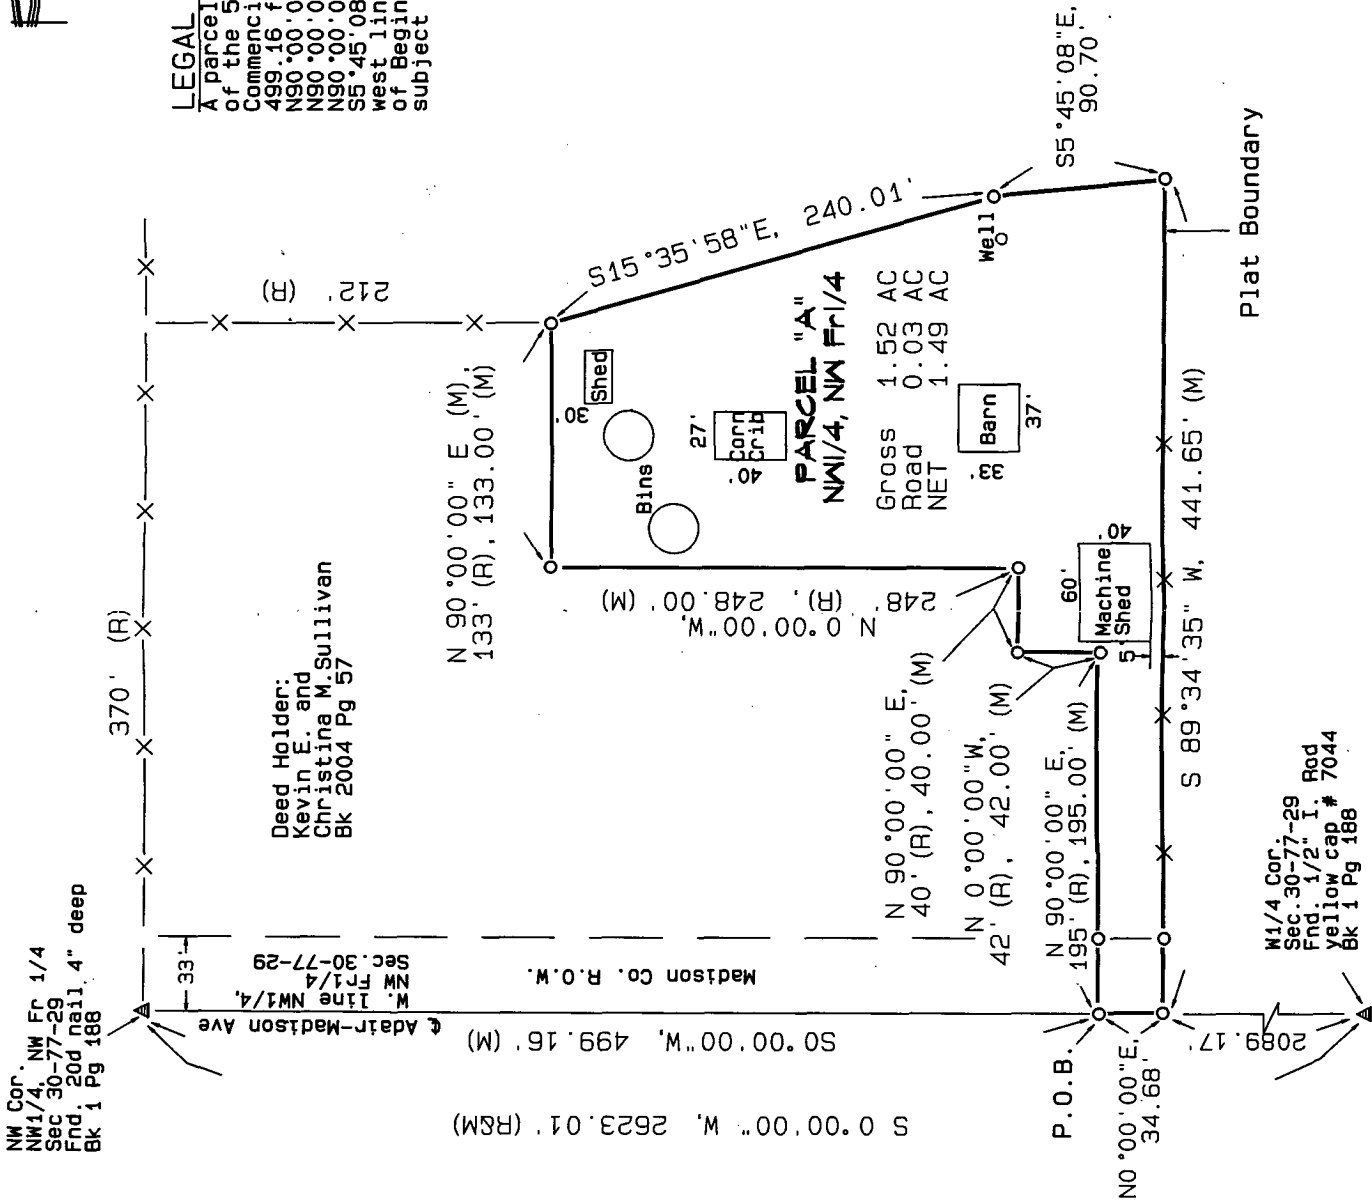 LEGAL
A parcel
of the 5
Commenci
499.16 f
N90°00'0
N90°00'0
N90°00'0
S5°45'08
west lin
of Begin
subject
NW Cor.
NW1/4, NW Fr 1/4
Sec 30-77-29
Fnd. 20d nail 4" deep
Bk 1 Pg 188
370' (R)
33'
212' (R)
Deed Holder:
Kevin E. and
Christina M.Sullivan
Bk 2004 Pg 57
W. line NW1/4,
NW Fr1/4
Sec.30-77-29
℄ Adair-Madison Ave
Madison Co. R.O.W.
S0°00'00"W, 499.16' (M)
S 0°00'00" W, 2623.01' (R&M)
N 90°00'00" E (M),
133' (R), 133.00' (M)
S15°35'58"E, 240.01'
S5°45'08"E,
90.70'
30'
Shed
Bins
27'
Corn
Crib
40'
PARCEL "A"
NW1/4, NW Fr1/4
Gross 1.52 AC
Road 0.03 AC
NET 1.49 AC
Well
Barn
33'
37'
N 0°00'00"W,
248' (R), 248.00' (M)
N 90°00'00" E,
40' (R), 40.00' (M)
N 0°00'00"W,
42' (R), 42.00' (M)
N 90°00'00" E,
195' (R), 195.00' (M)
60'
40'
Machine
Shed
5'
S 89°34'35" W, 441.65' (M)
Plat Boundary
P.O.B.
N0°00'00"E,
34.68'
2089.17'
W1/4 Cor.
Sec.30-77-29
Fnd. 1/2" I. Rod
yellow cap # 7044
Bk 1 Pg 188